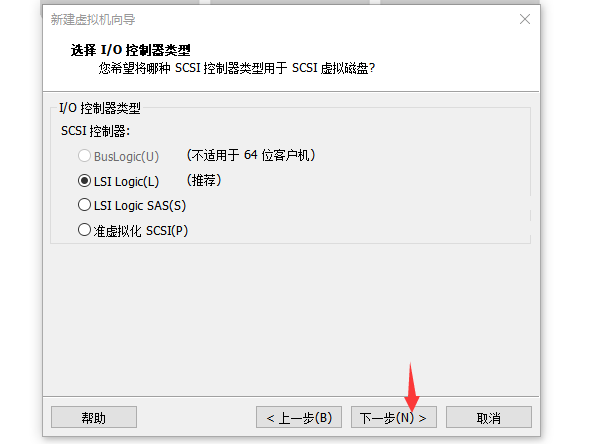 新建虚拟机向导
选择 I/O 控制器类型
您希望将哪种 SCSI 控制器类型用于 SCSI 虚拟磁盘?
I/O 控制器类型
SCSI 控制器:
BusLogic(U) (不适用于 64 位客户机)
LSI Logic(L) (推荐)
LSI Logic SAS(S)
准虚拟化 SCSI(P)
帮助 < 上一步(B) 下一步(N) > 取消